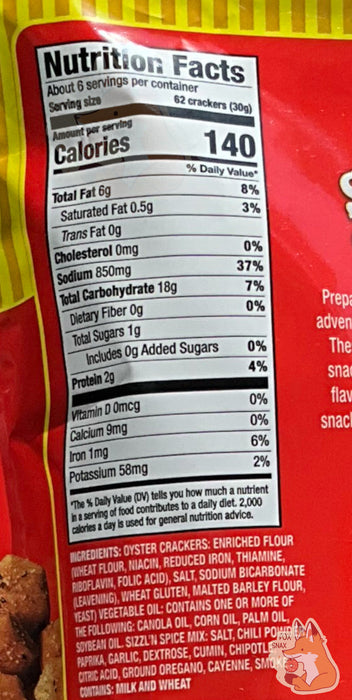 Nutrition Facts
About 6 servings per container
Serving size 62 crackers (30g)
Amount per serving
Calories 140
% Daily Value*
Total Fat 6g 8%
Saturated Fat 0.5g 3%
Trans Fat 0g
Cholesterol 0mg 0%
Sodium 850mg 37%
Total Carbohydrate 18g 7%
Dietary Fiber 0g 0%
Total Sugars 1g
Includes 0g Added Sugars 0%
Protein 2g 4%
Vitamin D 0mcg 0%
Calcium 9mg 0%
Iron 1mg 6%
Potassium 58mg 2%
*The % Daily Value (DV) tells you how much a nutrient
in a serving of food contributes to a daily diet. 2,000
calories a day is used for general nutrition advice.
INGREDIENTS: OYSTER CRACKERS: ENRICHED FLOUR
(WHEAT FLOUR, NIACIN, REDUCED IRON, THIAMINE,
RIBOFLAVIN, FOLIC ACID), SALT, SODIUM BICARBONATE
(LEAVENING), WHEAT GLUTEN, MALTED BARLEY FLOUR,
YEAST) VEGETABLE OIL: CONTAINS ONE OR MORE OF
THE FOLLOWING: CANOLA OIL, CORN OIL, PALM OIL,
SOYBEAN OIL. SIZZL'N SPICE MIX: SALT, CHILI POWDER,
PAPRIKA, GARLIC, DEXTROSE, CUMIN, CHIPOTLE,
CITRIC ACID, GROUND OREGANO, CAYENNE, SMOKE
CONTAINS: MILK AND WHEAT
Prepa
adven
The
snac
flav
snack
SNAX